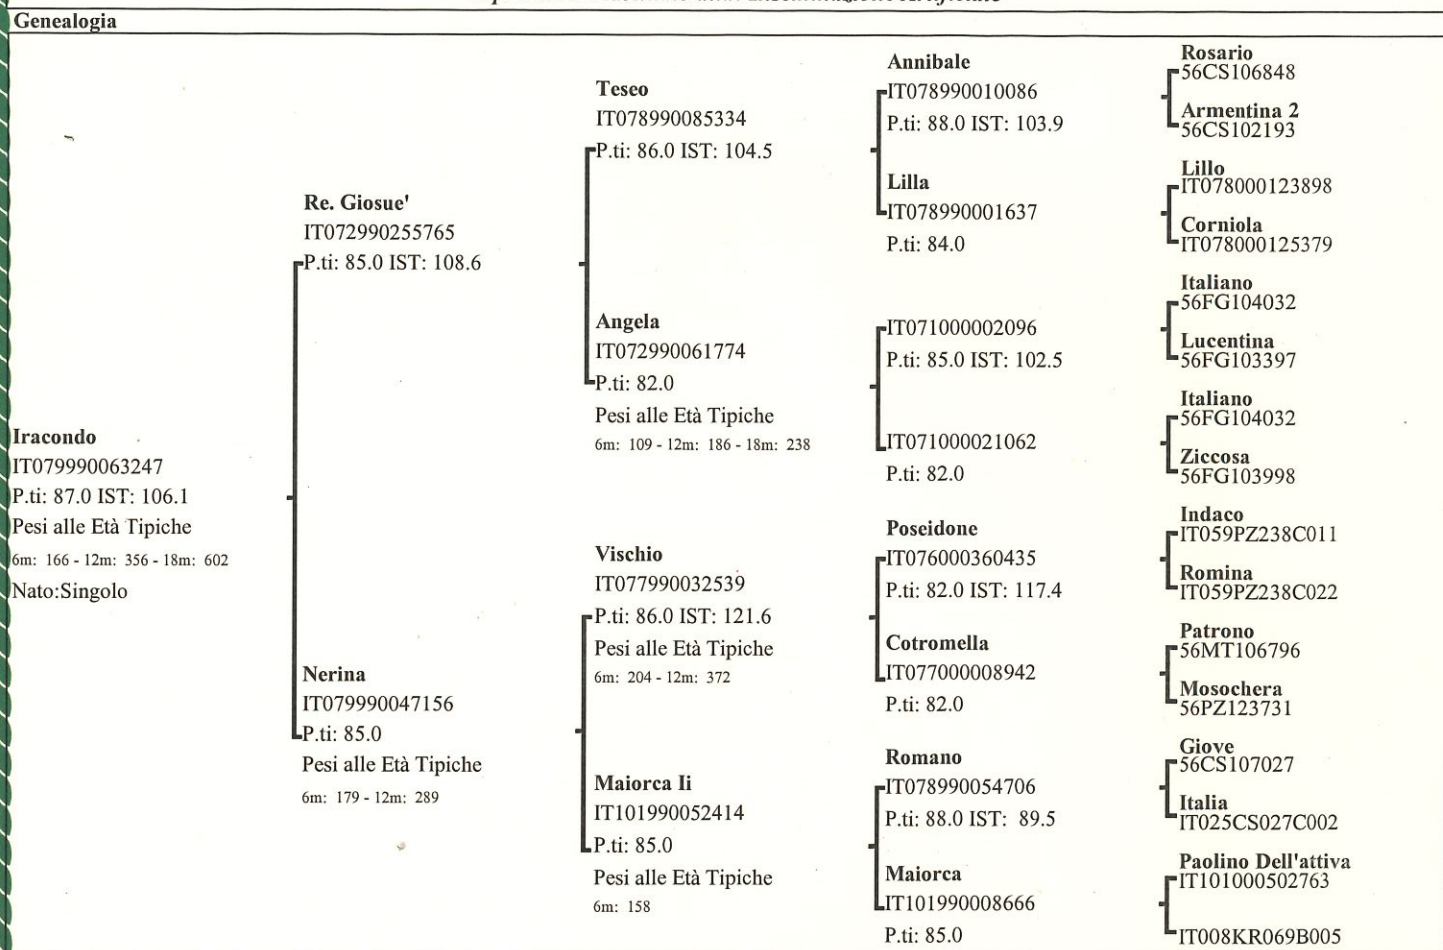 Genealogia
Iracondo
IT079990063247
P.ti: 87.0 IST: 106.1
Pesi alle Età Tipiche
6m: 166 - 12m: 356 - 18m: 602
Nato:Singolo
Re. Giosue'
IT072990255765
P.ti: 85.0 IST: 108.6
Nerina
IT079990047156
P.ti: 85.0
Pesi alle Età Tipiche
6m: 179 - 12m: 289
Teseo
IT078990085334
P.ti: 86.0 IST: 104.5
Angela
IT072990061774
P.ti: 82.0
Pesi alle Età Tipiche
6m: 109 - 12m: 186 - 18m: 238
Vischio
IT077990032539
P.ti: 86.0 IST: 121.6
Pesi alle Età Tipiche
6m: 204 - 12m: 372
Maiorca Ii
IT101990052414
P.ti: 85.0
Pesi alle Età Tipiche
6m: 158
Annibale
IT078990010086
P.ti: 88.0 IST: 103.9
Lilla
IT078990001637
P.ti: 84.0
IT071000002096
P.ti: 85.0 IST: 102.5
IT071000021062
P.ti: 82.0
Poseidone
IT076000360435
P.ti: 82.0 IST: 117.4
Cotromella
IT077000008942
P.ti: 82.0
Romano
IT078990054706
P.ti: 88.0 IST: 89.5
Maiorca
IT101990008666
P.ti: 85.0
Rosario
56CS106848
Armentina 2
56CS102193
Lillo
IT078000123898
Corniola
IT078000125379
Italiano
56FG104032
Lucentina
56FG103397
Italiano
56FG104032
Ziccosa
56FG103998
Indaco
IT059PZ238C011
Romina
IT059PZ238C022
Patrono
56MT106796
Mosochera
56PZ123731
Giove
56CS107027
Italia
IT025CS027C002
Paolino Dell'attiva
IT101000502763
IT008KR069B005